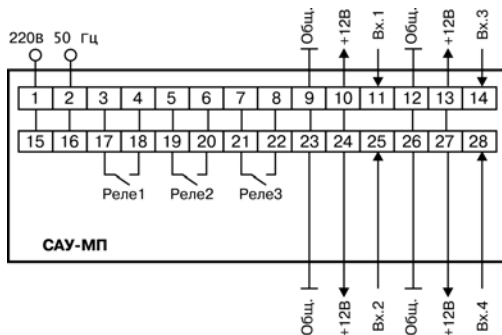 220в 50 Гц
Общ.
+12В
Вх.1
Общ.
+12В
Вх.3
1 2 3 4 5 6 7 8 9 10 11 12 13 14
15 16 17 18 19 20 21 22 23 24 25 26 27 28
Реле1 Реле2 Реле3
САУ-МП
Общ.
+12В
Вх.2
Общ.
+12В
Вх.4